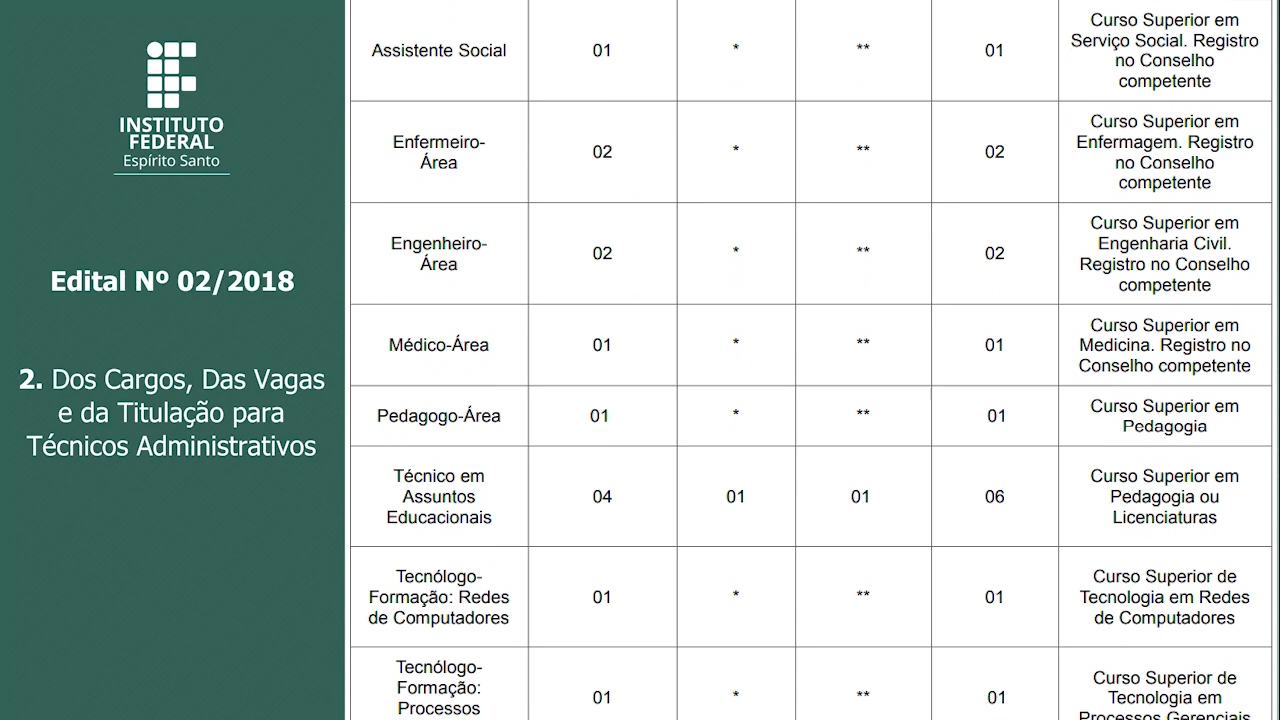 INSTITUTO
FEDERAL
Espírito Santo
Edital Nº 02/2018
2. Dos Cargos, Das Vagas
e da Titulação para
Técnicos Administrativos
Assistente Social
01
*
**
01
Curso Superior em
Serviço Social. Registro
no Conselho
competente
Enfermeiro-
Área
02
*
**
02
Curso Superior em
Enfermagem. Registro
no Conselho
competente
Engenheiro-
Área
02
*
**
02
Curso Superior em
Engenharia Civil.
Registro no Conselho
competente
Médico-Área
01
*
**
01
Curso Superior em
Medicina. Registro no
Conselho competente
Pedagogo-Área
01
*
**
01
Curso Superior em
Pedagogia
Técnico em
Assuntos
Educacionais
04
01
01
06
Curso Superior em
Pedagogia ou
Licenciaturas
Tecnólogo-
Formação: Redes
de Computadores
01
*
**
01
Curso Superior de
Tecnologia em Redes
de Computadores
Tecnólogo-
Formação:
Processos
01
*
**
01
Curso Superior de
Tecnologia em
Processos Gerenciais